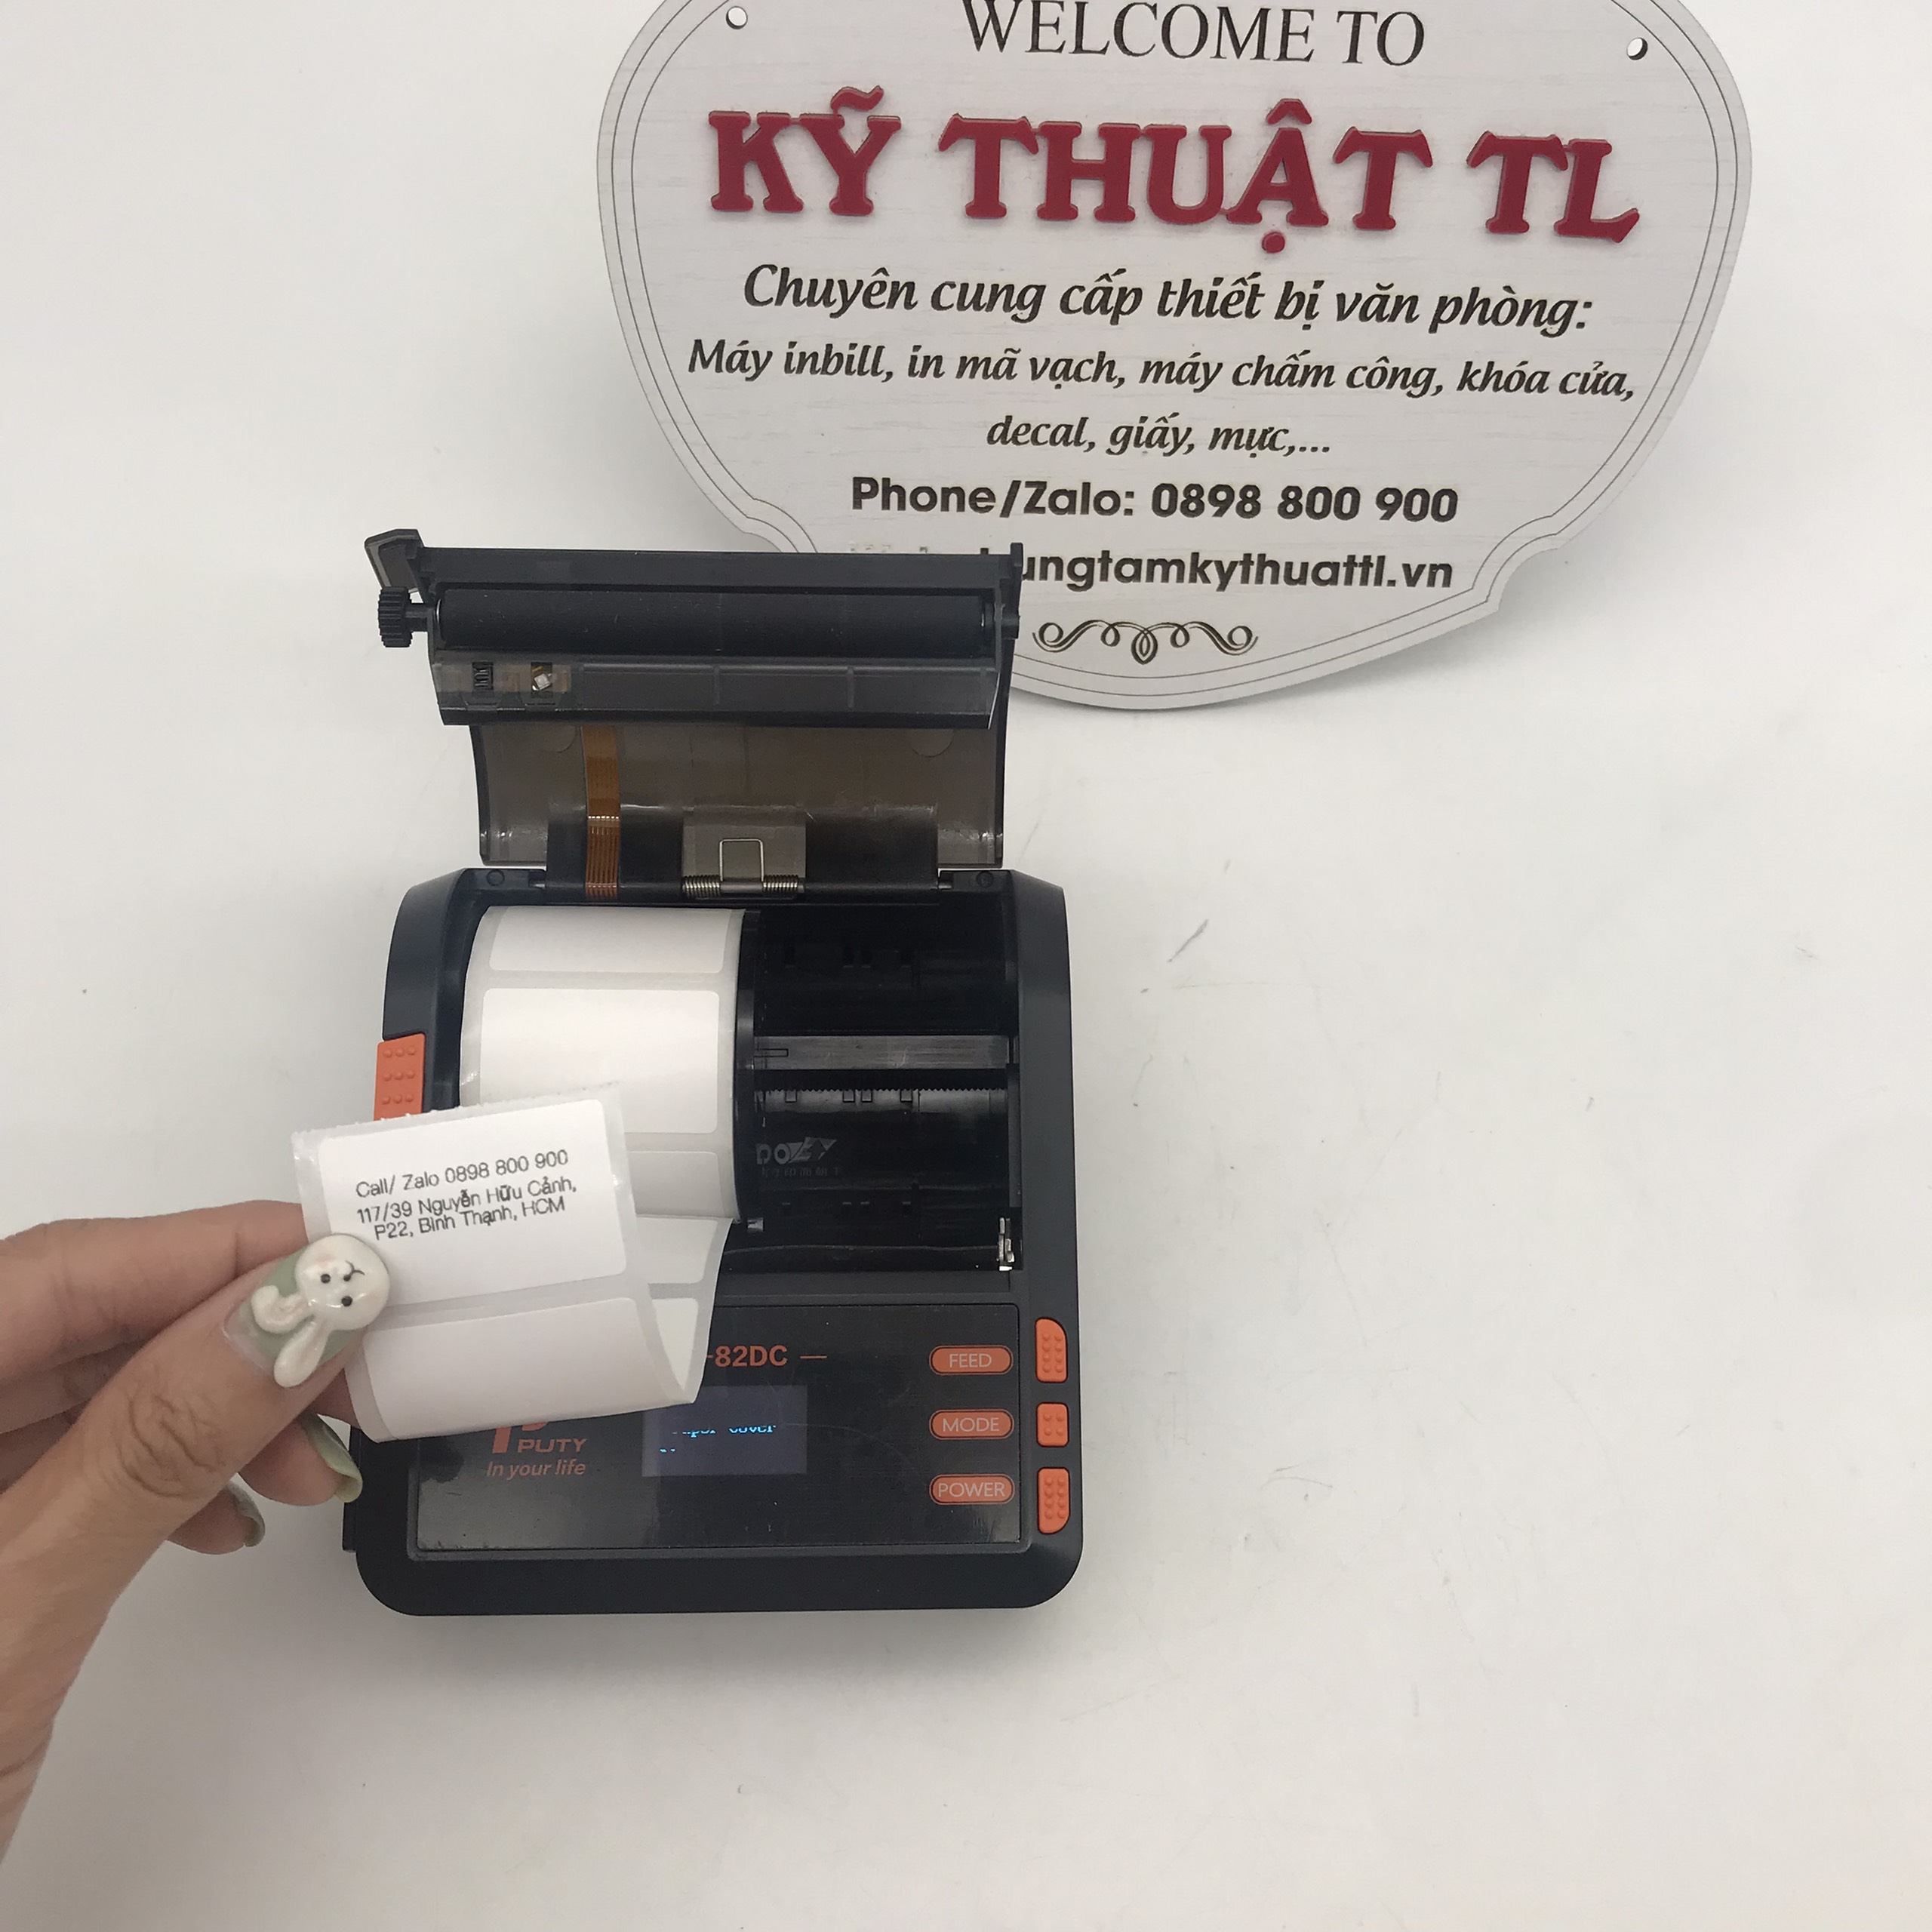 WELCOME TO
KỸ THUẬT TL
Chuyên cung cấp thiết bị văn phòng:
Máy inbill, in mã vạch, máy chấm công, khóa cửa,
decal, giấy, mực,...
Phone/Zalo: 0898 800 900
ungtamkythuattl.vn
Call/ Zalo 0898 800 900
117/39 Nguyễn Hữu Cảnh,
P22, Bình Thạnh, HCM
-82DC —
FEED
MODE
POWER
PUTY
In your life